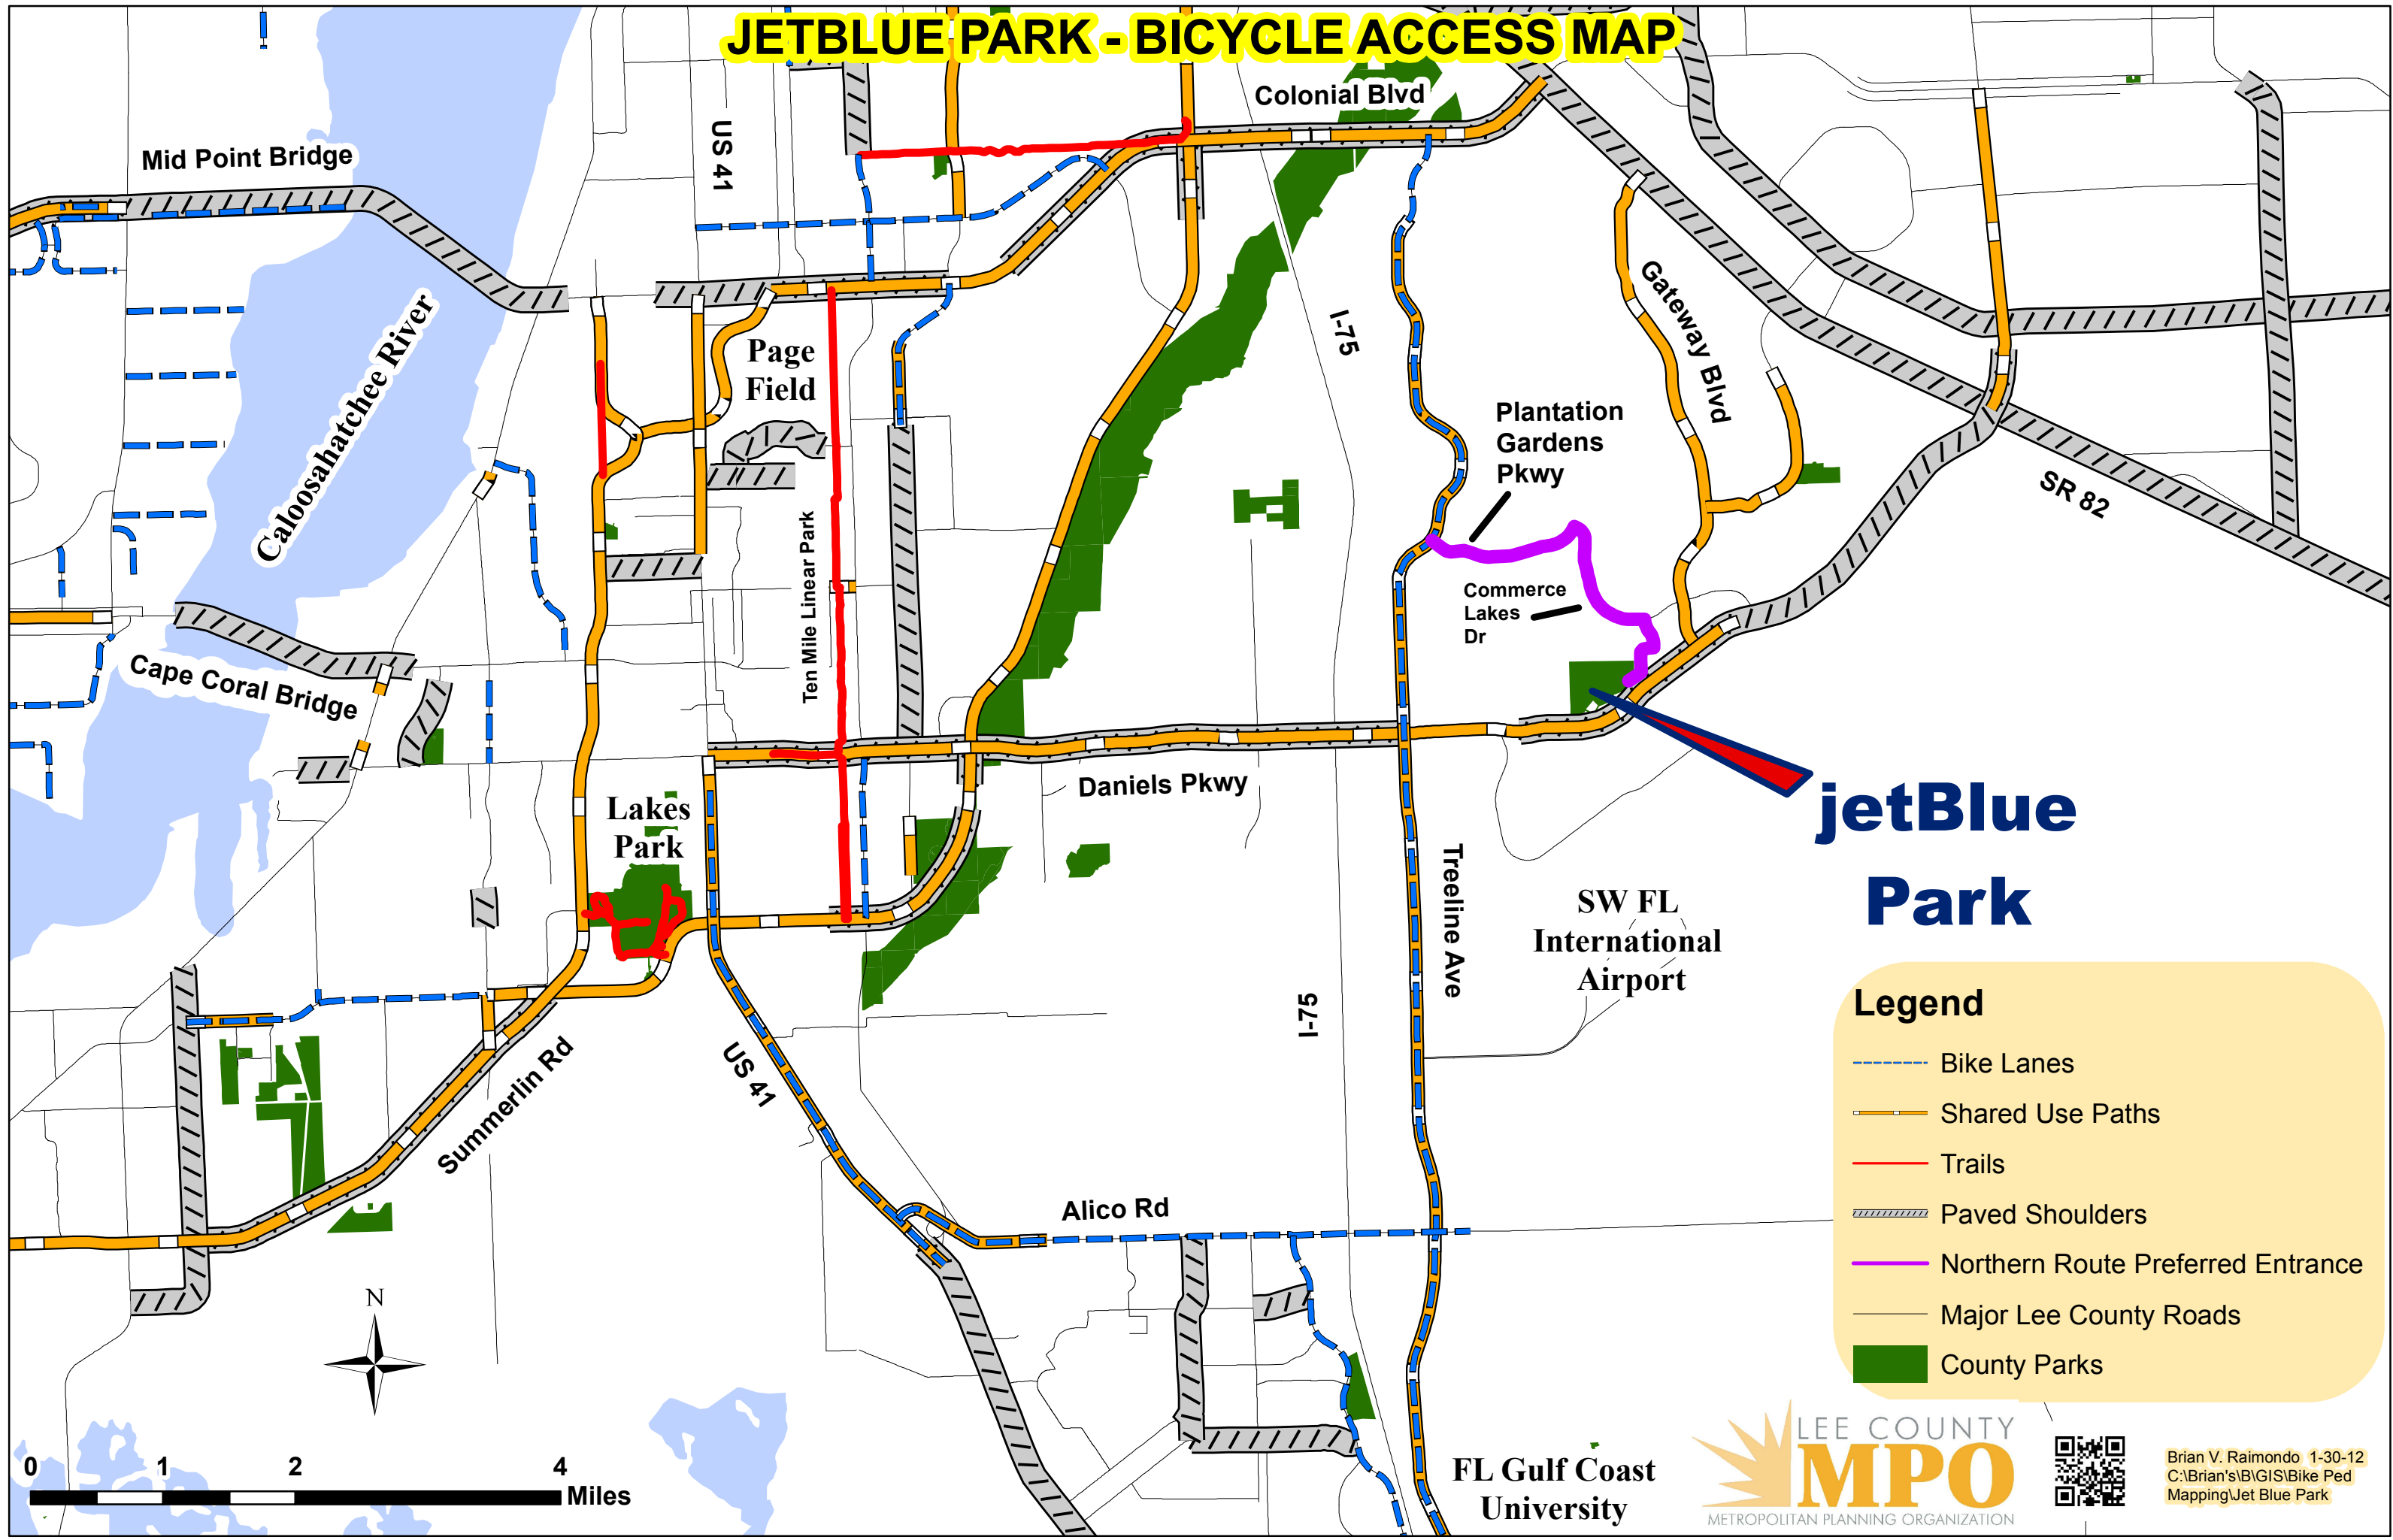 JETBLUE PARK - BICYCLE ACCESS MAP
Colonial Blvd
US 41
Mid Point Bridge
Caloosahatchee River
Page
Field
I-75
Gateway Blvd
Plantation
Gardens
Pkwy
SR 82
Ten Mile Linear Park
Commerce
Lakes
Dr
Cape Coral Bridge
Daniels Pkwy
jetBlue
Park
Lakes
Park
Treeline Ave
SW FL
International
Airport
I-75
US 41
Summerlin Rd
Alico Rd
Legend
Bike Lanes
Shared Use Paths
Trails
Paved Shoulders
Northern Route Preferred Entrance
Major Lee County Roads
County Parks
N
0 1 2 4
Miles
FL Gulf Coast
University
LEE COUNTY
MPO
METROPOLITAN PLANNING ORGANIZATION
Brian V. Raimondo 1-30-12
C:\Brian's\B\GIS\Bike Ped
Mapping\Jet Blue Park